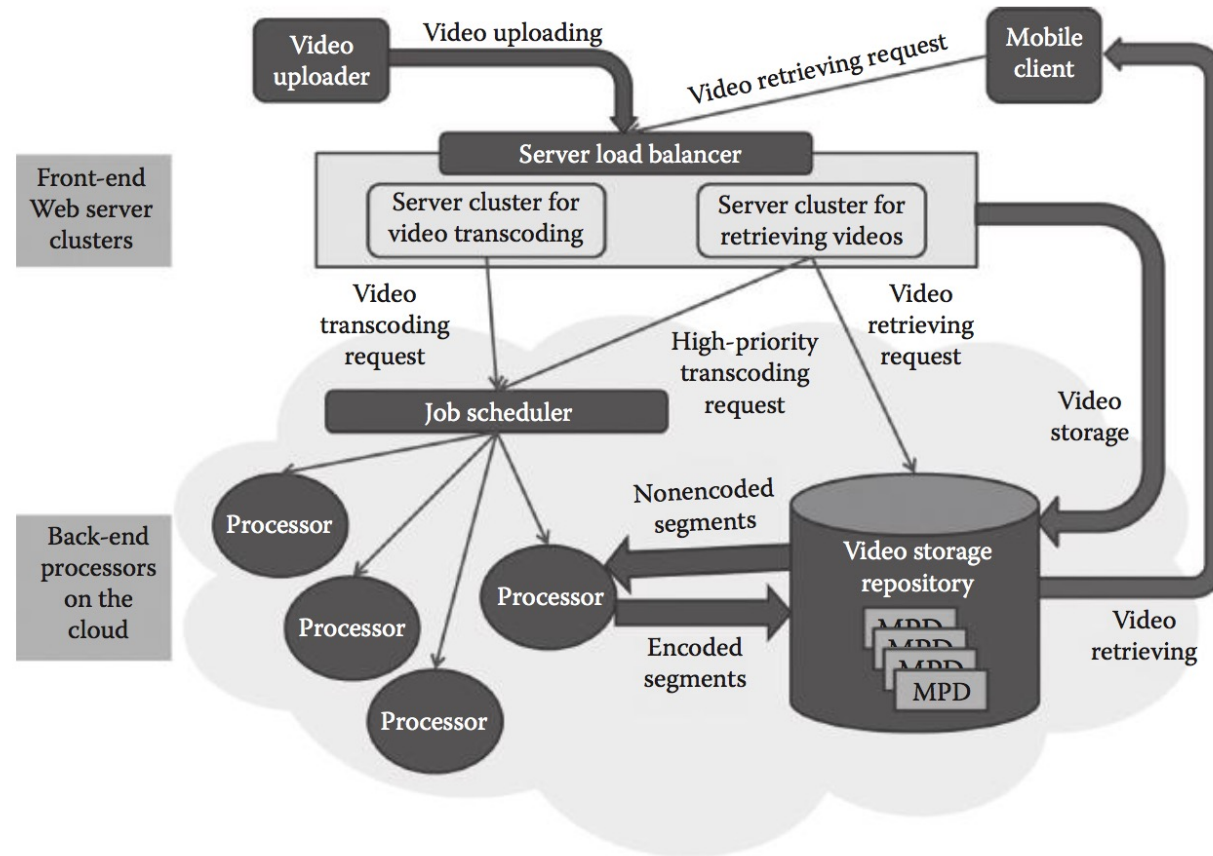 Video
uploader
Video uploading
Video retrieving request
Mobile
client
Server load balancer
Front-end
Web server
clusters
Server cluster for
video transcoding
Server cluster for
retrieving videos
Video
transcoding
request
High-priority
transcoding
request
Video
retrieving
request
Video
storage
Job scheduler
Back-end
processors
on the
cloud
Processor
Processor
Processor
Processor
Nonencoded
segments
Encoded
segments
Video storage
repository
MPD
MPD
MPD
MPD
Video
retrieving